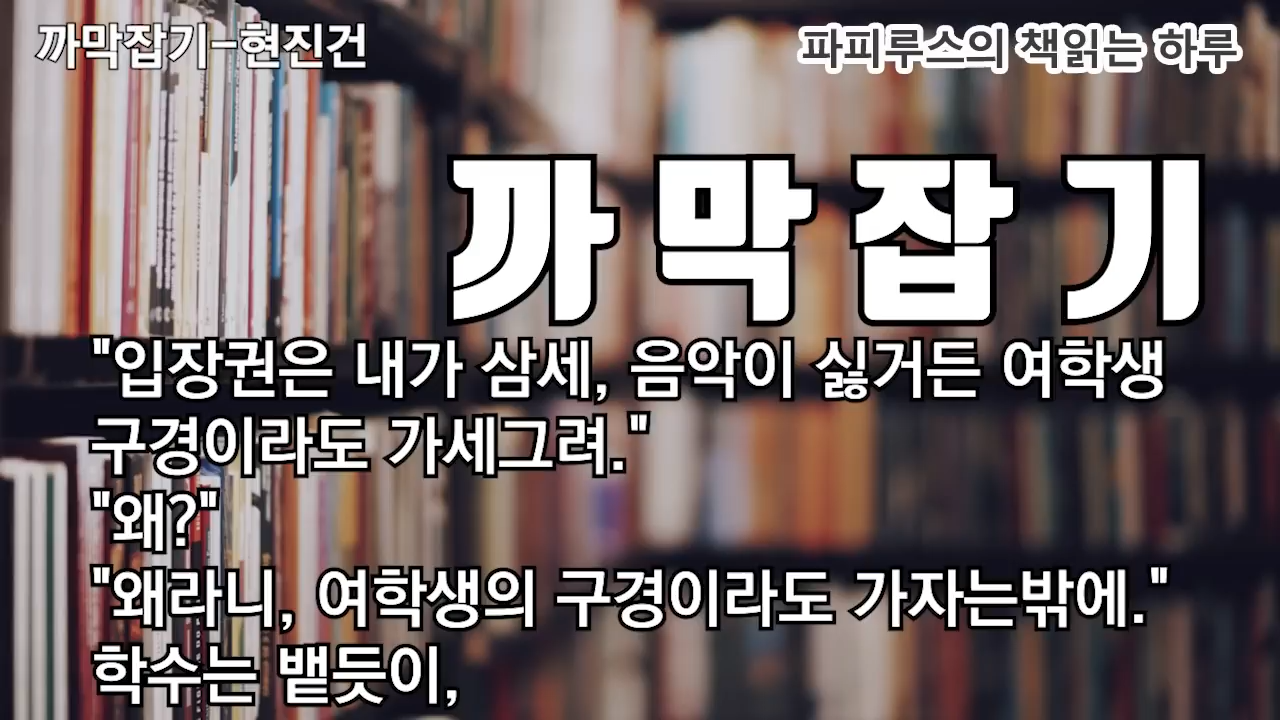 까막잡기-현진건
파피루스의 책읽는 하루
까막잡기
"입장권은 내가 삼세, 음악이 싫거든 여학생
구경이라도 가세그려."
"왜?"
"왜라니, 여학생의 구경이라도 가자는밖에."
학수는 뱉듯이,